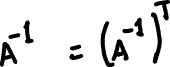 A⁻¹ = (A⁻¹)ᵀ